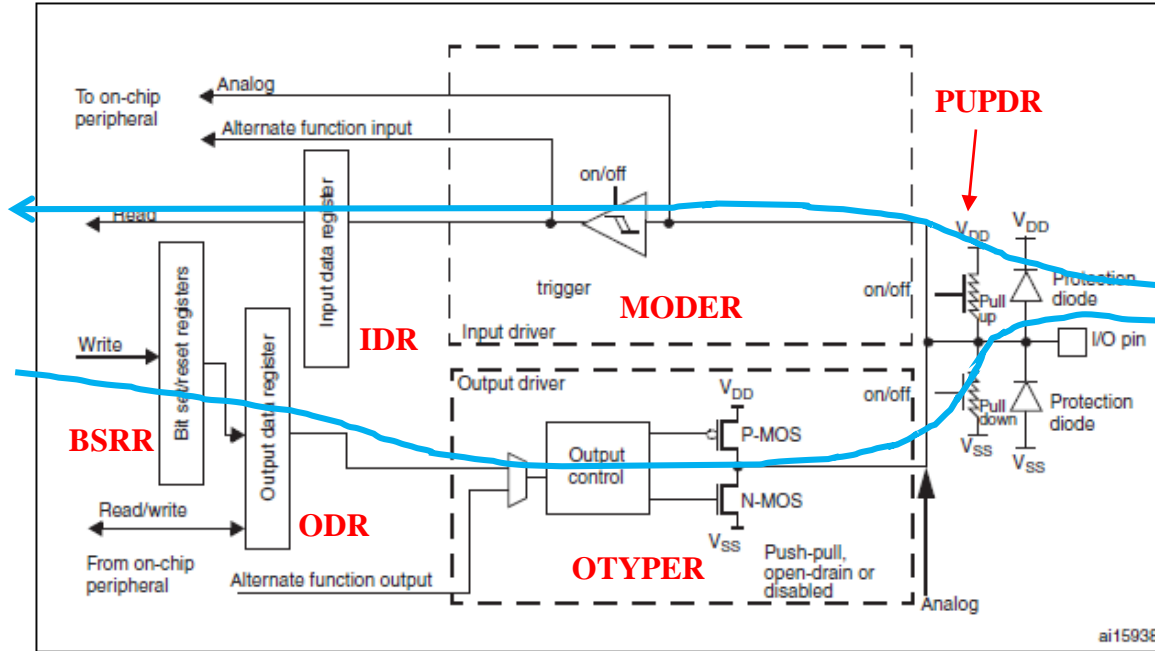 Analog
To on-chip
peripheral
Alternate function input
on/off
PUPDR
Read
Input data register
trigger
MODER
Input driver
IDR
VDD
VDD
on/off
Pull
up
Protection
diode
Write
Bit set/reset registers
Output data register
I/O pin
Output driver
VDD
on/off
Pull
down
Protection
diode
BSRR
P-MOS
Output
control
VSS
VSS
N-MOS
Read/write
ODR
VSS
OTYPER
Push-pull,
open-drain or
disabled
From on-chip
peripheral
Alternate function output
Analog
ai15938